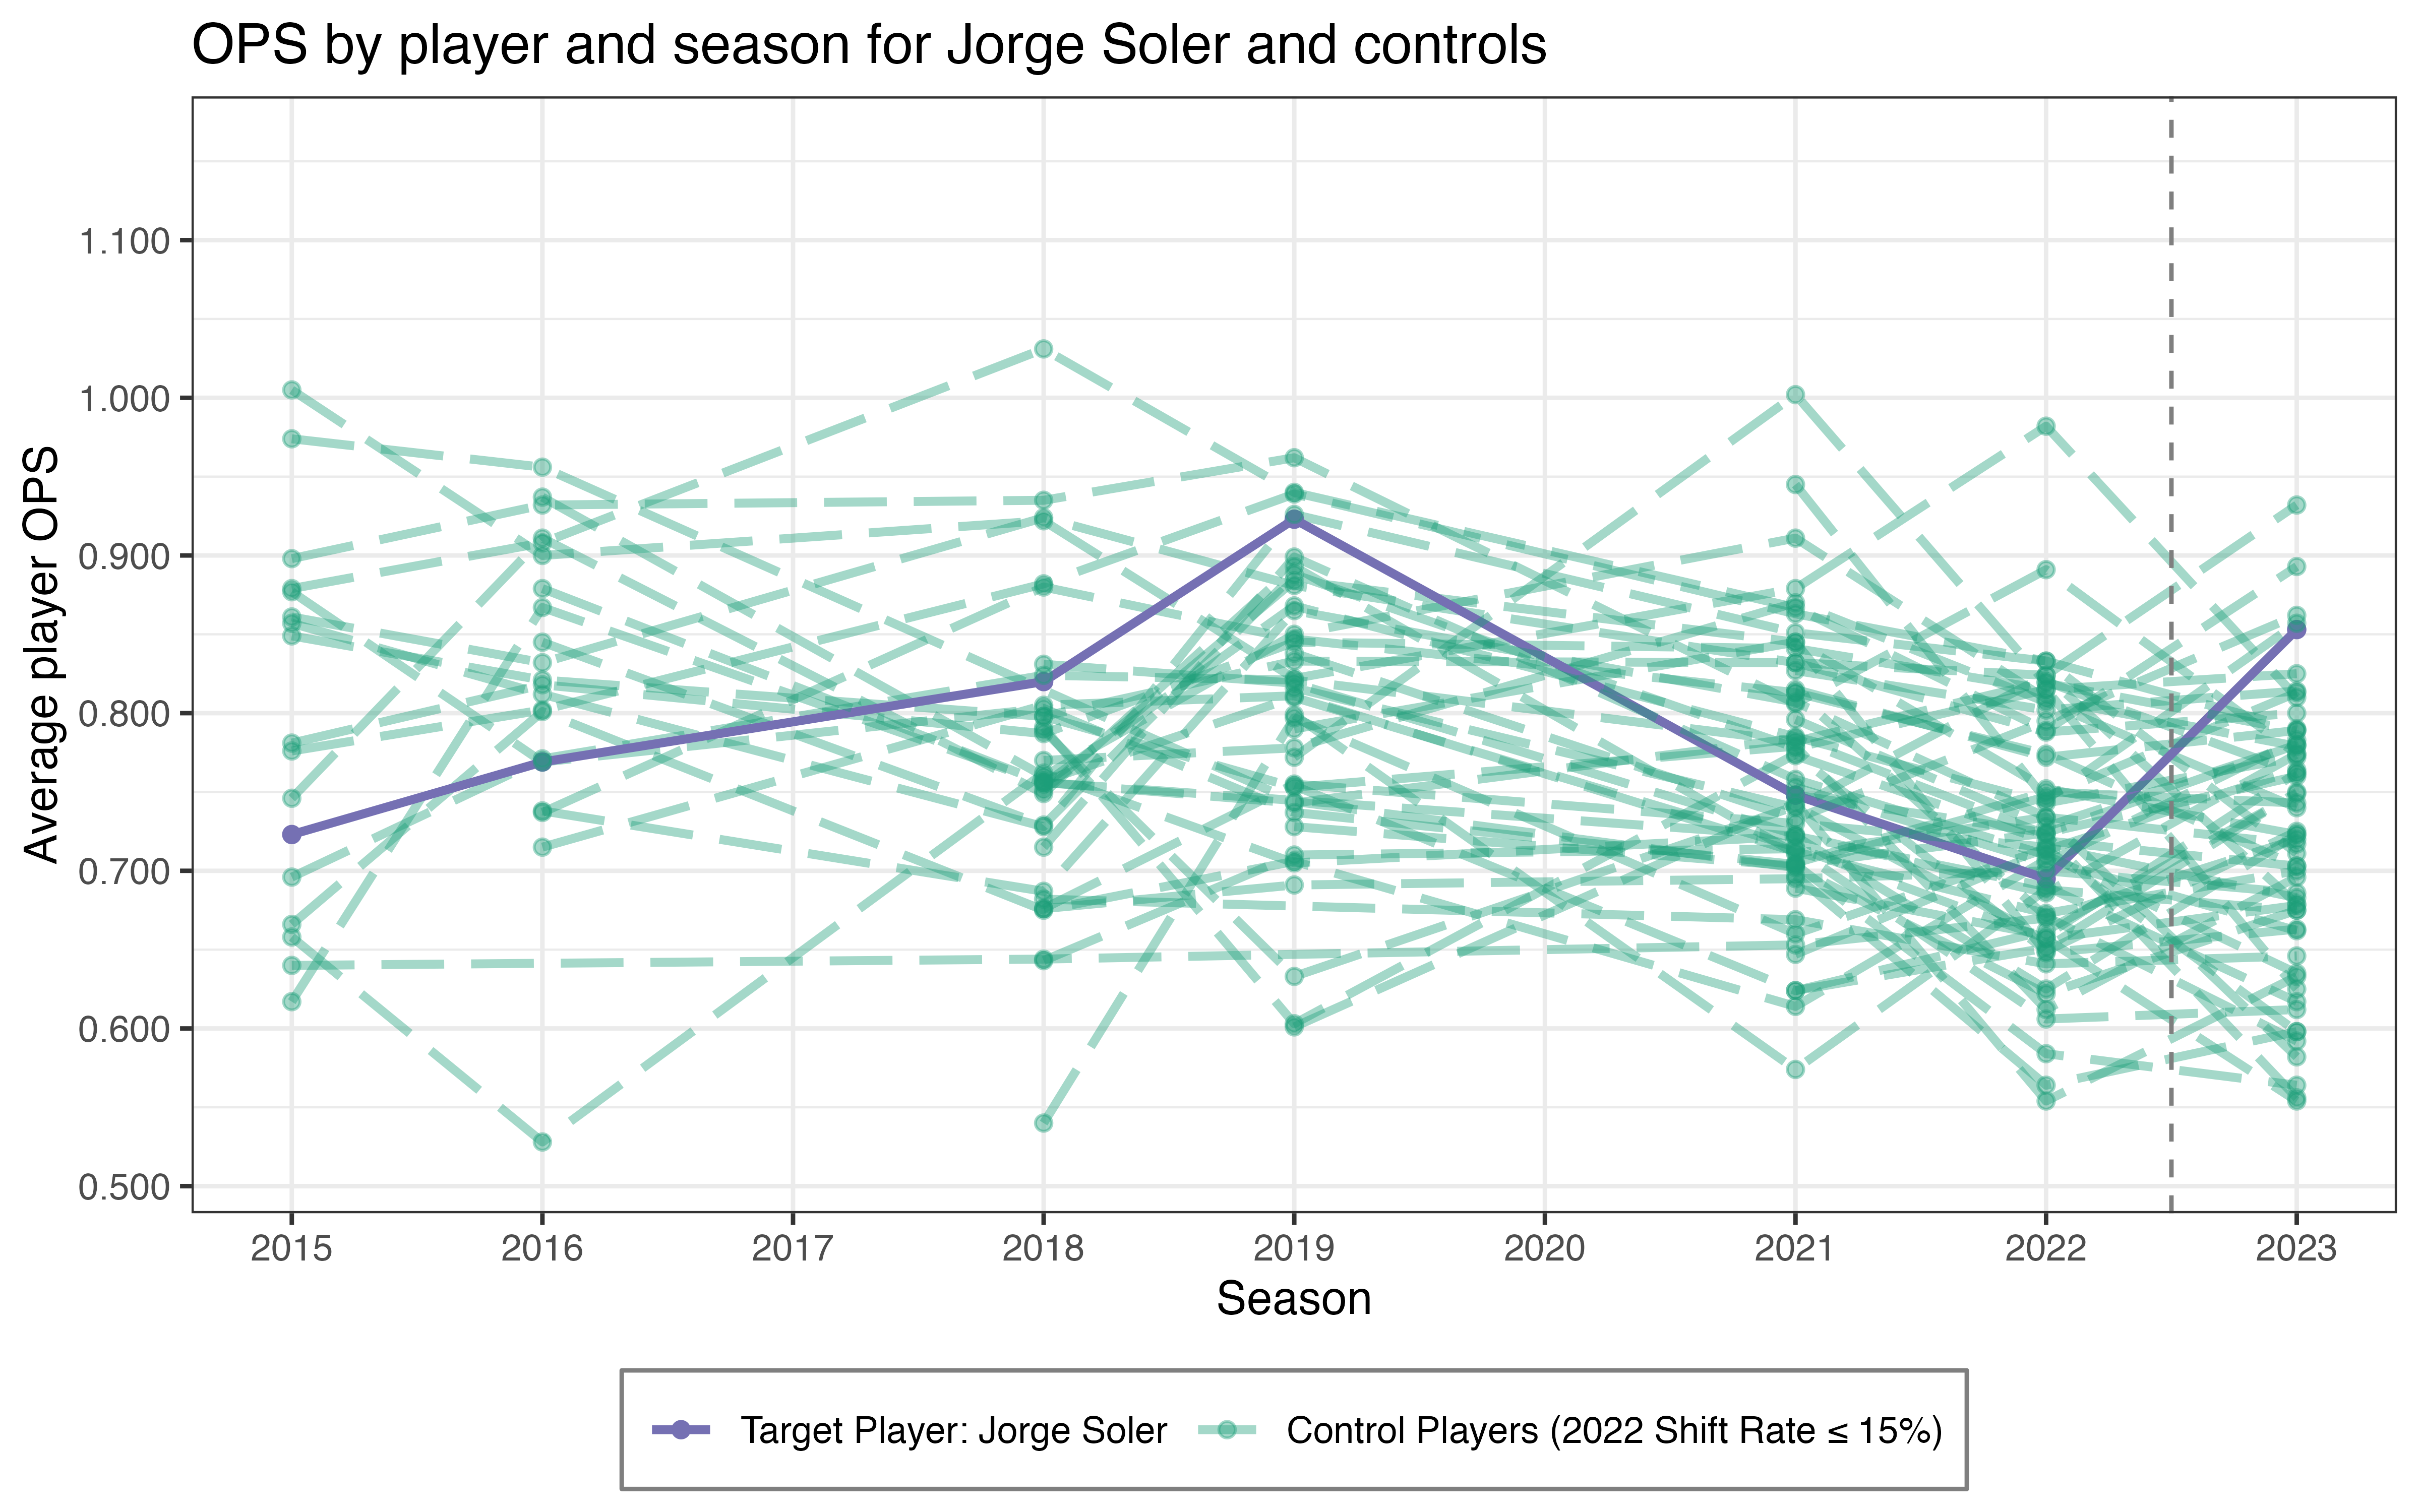 OPS by player and season for Jorge Soler and controls
Average player OPS
1.100
1.000
0.900
0.800
0.700
0.600
0.500
2015 2016 2017 2018 2019 2020 2021 2022 2023
Season
Target Player: Jorge Soler Control Players (2022 Shift Rate ≤ 15%)